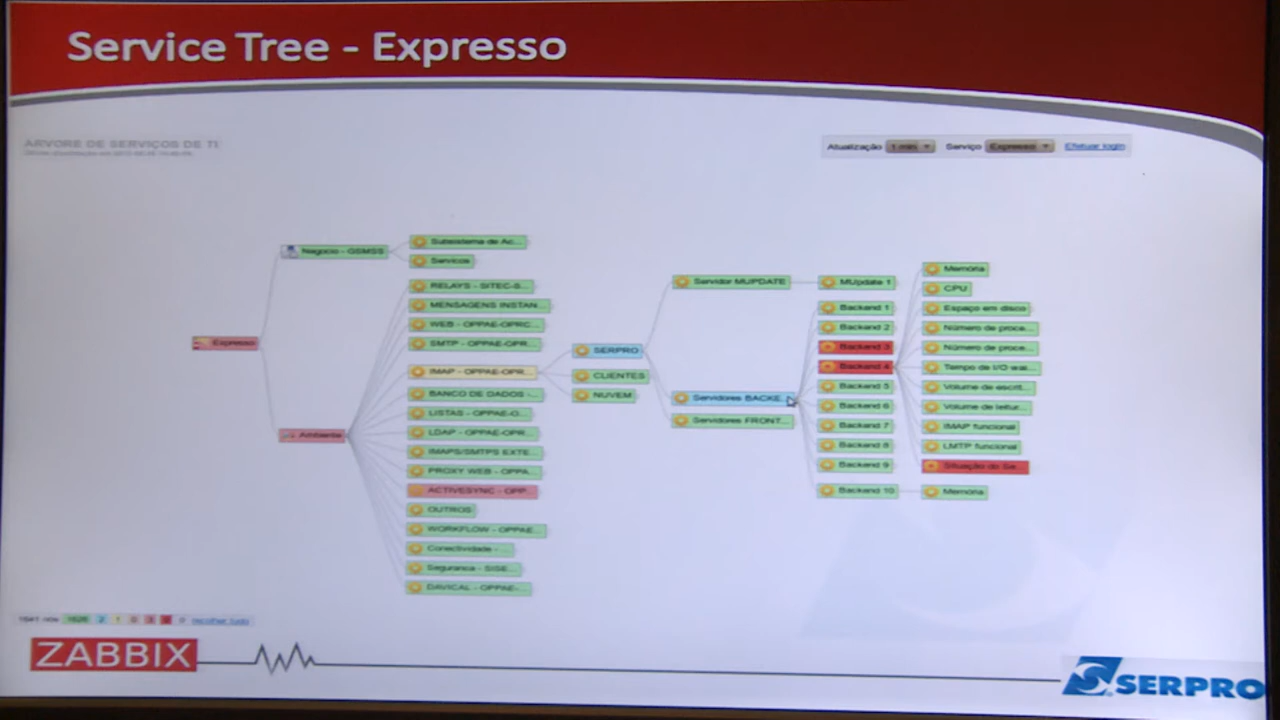 Service Tree - Expresso
ARVORE DE SERVIÇOS DE TI
Atualização 1 min Serviço Expresso Efetuar login
Negocio - GSMSS
Subsistema de Ac...
Servicos
RELAYS - SITEC-S...
MENSAGENS INSTAN...
WEB - OPPAE-OPRC...
SMTP - OPPAE-OPR...
IMAP - OPPAE-OPR...
BANCO DE DADOS -...
LISTAS - OPPAE-O...
LDAP - OPPAE-OPR...
IMAPS/SMTPS EXTE...
PROXY WEB - OPPA...
ACTIVESYNC - OPP...
OUTROS
WORKFLOW - OPPAE...
Conectividade - ...
Seguranca - SISE...
DAVICAL - OPPAE-...
Expresso
Ambiente
SERPRO
CLIENTES
NUVEM
Servidor MUPDATE
Servidores BACKE...
Servidores FRONT...
MUpdate 1
Backend 1
Backend 2
Backend 3
Backend 4
Backend 5
Backend 6
Backend 7
Backend 8
Backend 9
Backend 10
Memória
CPU
Espaço em disco
Número de proce...
Número de proce...
Tempo de I/O wai...
Volume de escrit...
Volume de leitur...
IMAP funcional
LMTP funcional
Situação do Se...
Memória
recolher tudo
ZABBIX
SERPRO